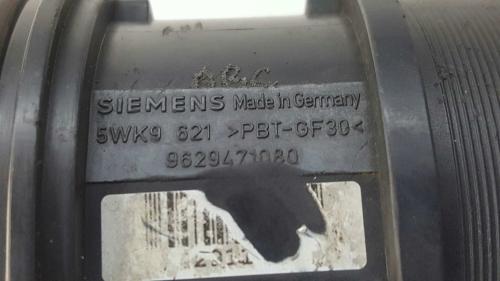 SIEMENS Made in Germany
5WK9 621 >PBT-GF30<
9629471080